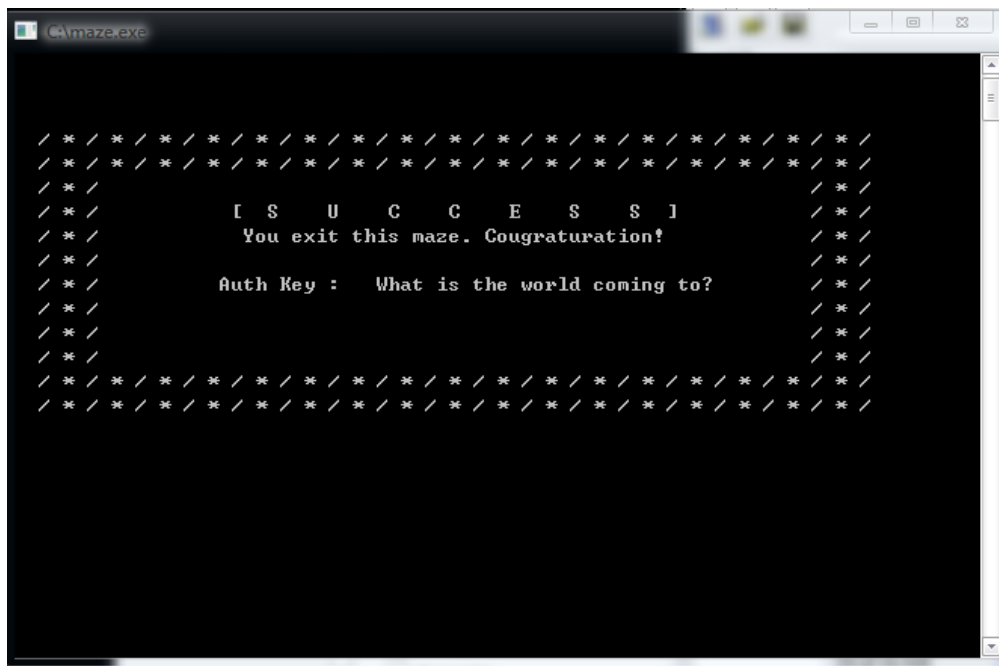 C:\maze.exe
/ * / * / * / * / * / * / * / * / * / * / * / * / * / * / * / * / * /
/ * / * / * / * / * / * / * / * / * / * / * / * / * / * / * / * / * /
/ * / / * /
/ * / [ S U C C E S S ] / * /
/ * / You exit this maze. Cougraturation! / * /
/ * / / * /
/ * / Auth Key : What is the world coming to? / * /
/ * / / * /
/ * / / * /
/ * / / * /
/ * / * / * / * / * / * / * / * / * / * / * / * / * / * / * / * / * /
/ * / * / * / * / * / * / * / * / * / * / * / * / * / * / * / * / * /